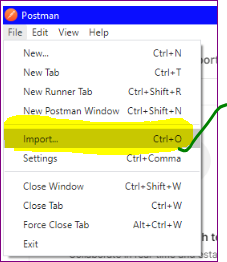 Postman
File Edit View Help
New... Ctrl+N
New Tab Ctrl+T
New Runner Tab Ctrl+Shift+R
New Postman Window Ctrl+Shift+N
Import... Ctrl+O
Settings Ctrl+Comma
Close Window Ctrl+Shift+W
Close Tab Ctrl+W
Force Close Tab Alt+Ctrl+W
Exit